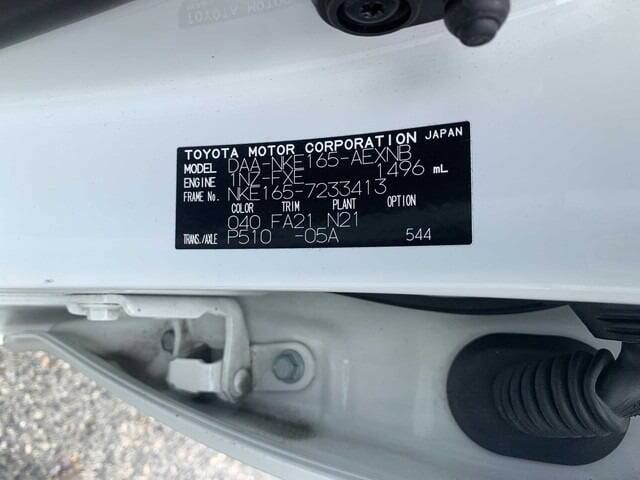 TOYOTA MOTOR CORPORATION JAPAN
MODEL DAA-NKE165-AEXNB
ENGINE 1NZ-FXE 1496 mL
FRAME No. NKE165-7233413
COLOR TRIM PLANT OPTION
040 FA21 N21
TRANS./AXLE P510 -05A 544